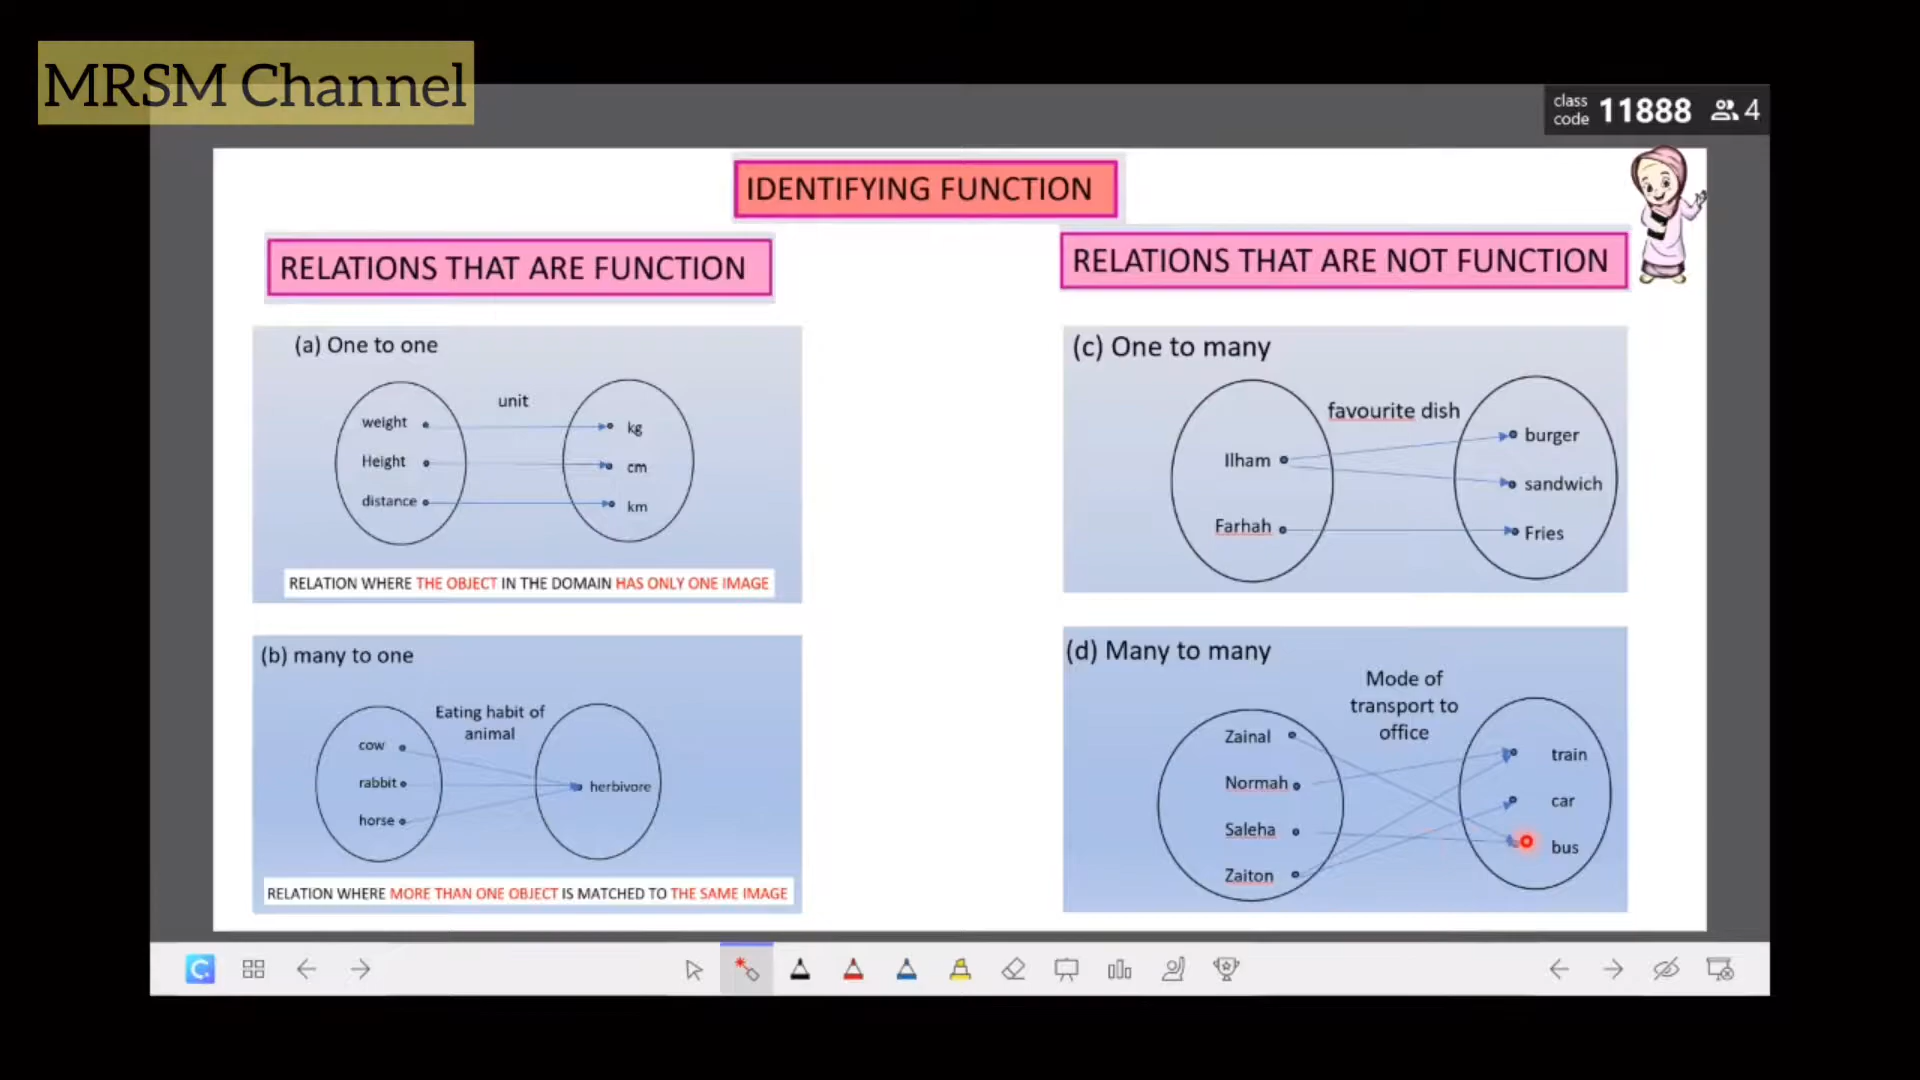 MRSM Channel
class code 11888 4
IDENTIFYING FUNCTION
RELATIONS THAT ARE FUNCTION
RELATIONS THAT ARE NOT FUNCTION
(a) One to one
unit
weight
Height
distance
kg
cm
km
RELATION WHERE THE OBJECT IN THE DOMAIN HAS ONLY ONE IMAGE
(b) many to one
Eating habit of
animal
cow
rabbit
horse
herbivore
RELATION WHERE MORE THAN ONE OBJECT IS MATCHED TO THE SAME IMAGE
(c) One to many
favourite dish
Ilham
Farhah
burger
sandwich
Fries
(d) Many to many
Mode of
transport to
office
Zainal
Normah
Saleha
Zaiton
train
car
bus